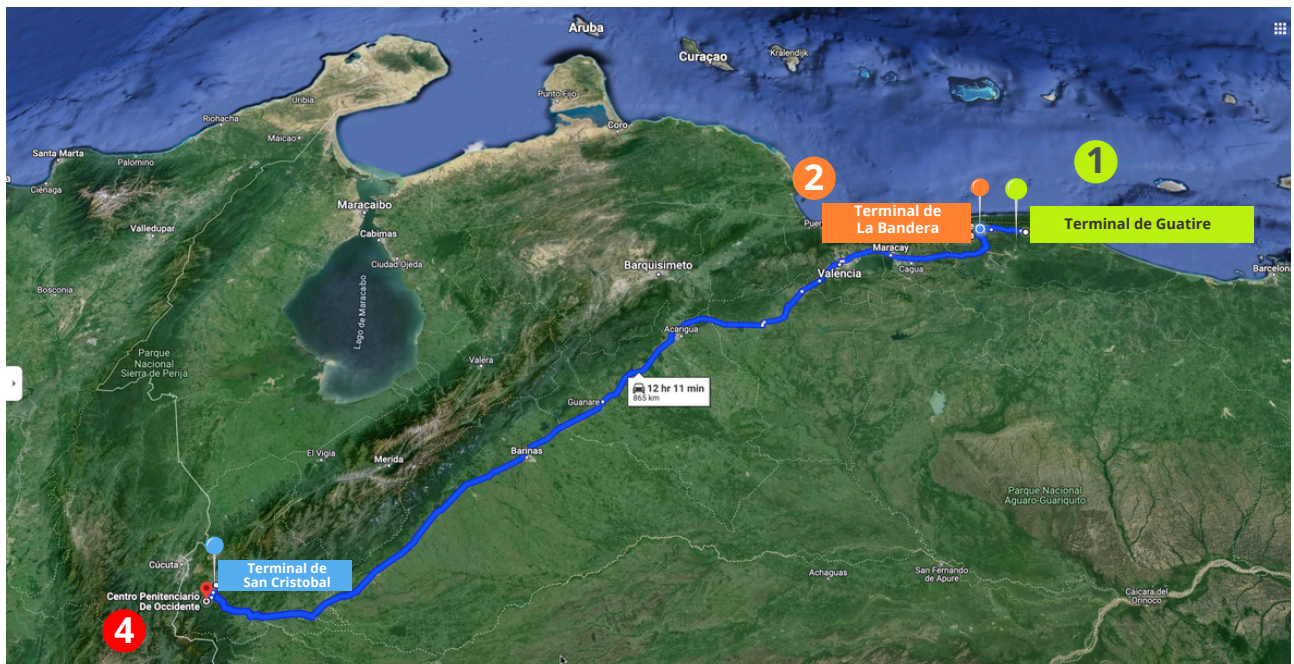 Aruba
Curaçao
Kralendijk
Uribia
Punto Fijo
Riohacha
Maicao
Coro
Santa Marta
Palomino
Ciénaga
1
2
Maracaibo
Terminal de
La Bandera
Terminal de Guatire
Valledupar
Cabimas
Maracay
Ciudad Ojeda
Barquisimeto
Valencia
Cagua
Barcelona
Bosconia
Lago de Maracaibo
Acarigua
Parque
Nacional
Sierra de Perijá
Valera
12 hr 11 min
865 km
Guanare
El Vigía
Merida
Barinas
Parque Nacional
Aguaro-Guariquito
Cúcuta
Terminal de
San Cristobal
Achaguas
San Fernando
de Apure
Centro Penitenciario
De Occidente
Caicara del
Orinoco
4